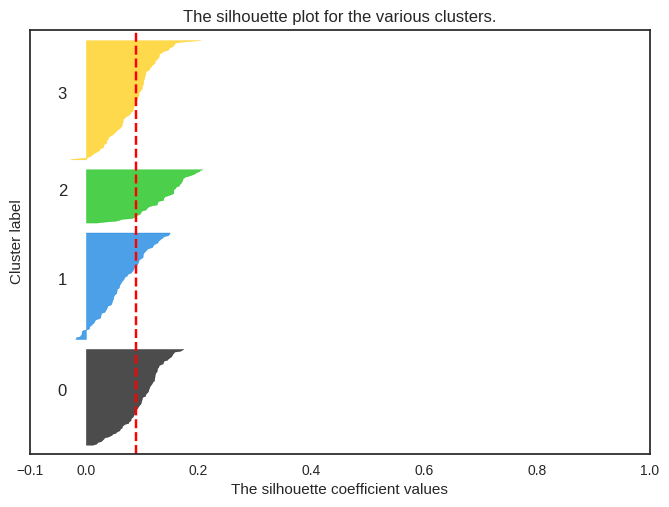 The silhouette plot for the various clusters.
3
2
1
0
Cluster label
−0.1 0.0 0.2 0.4 0.6 0.8 1.0
The silhouette coefficient values